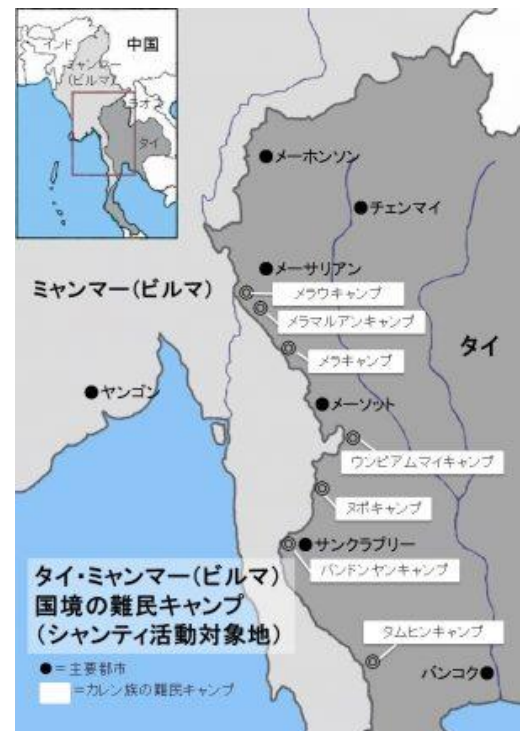 インド
中国
ミャンマー
(ビルマ)
ラオス
タイ
●メーホンソン
●チェンマイ
●メーサリアン
ミャンマー(ビルマ)
メラウキャンプ
メラマルアンキャンプ
タイ
メラキャンプ
●ヤンゴン
●メーソット
ウンピアムマイキャンプ
ヌポキャンプ
●サンクラブリー
バンドンヤンキャンプ
タイ・ミャンマー(ビルマ)
国境の難民キャンプ
(シャンティ活動対象地)
タムヒンキャンプ
●=主要都市
バンコク●
=カレン族の難民キャンプ